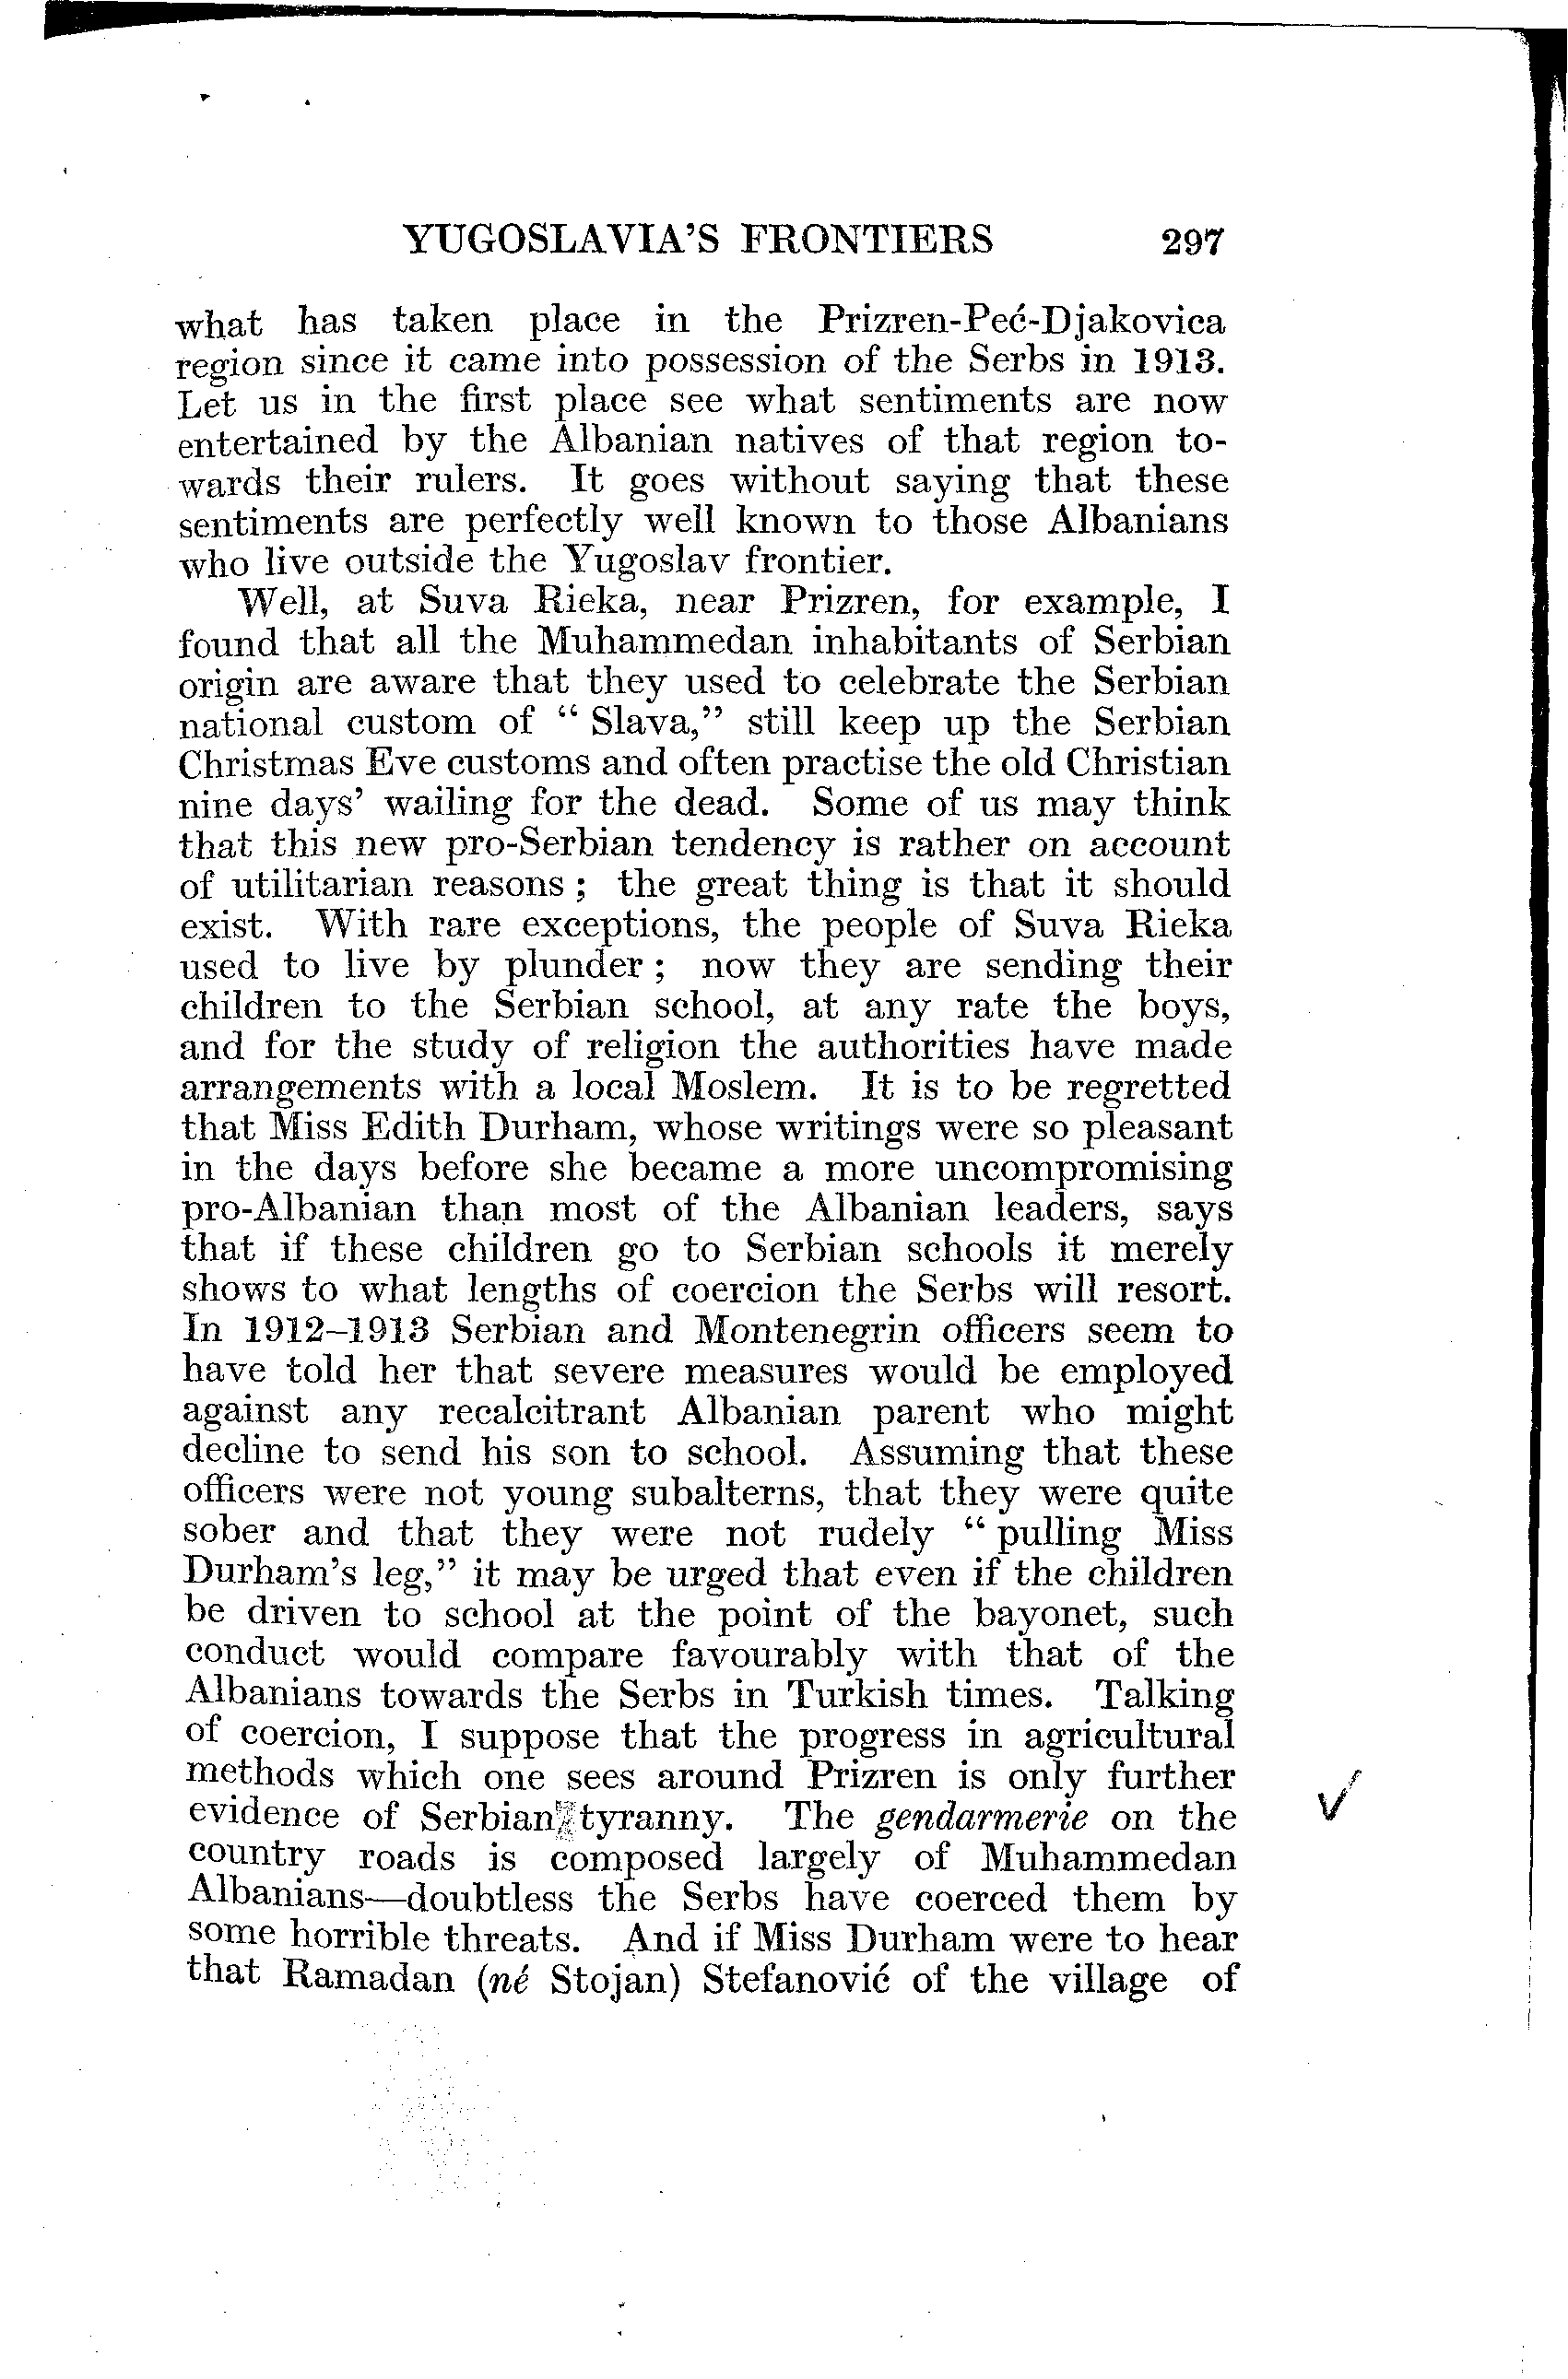 YUGOSLAVIA'S FRONTIERS 297
what has taken place in the Prizren-Peć-Djakovica
region since it came into possession of the Serbs in 1913.
Let us in the first place see what sentiments are now
entertained by the Albanian natives of that region to-
wards their rulers. It goes without saying that these
sentiments are perfectly well known to those Albanians
who live outside the Yugoslav frontier.
Well, at Suva Rieka, near Prizren, for example, I
found that all the Muhammedan inhabitants of Serbian
origin are aware that they used to celebrate the Serbian
national custom of " Slava," still keep up the Serbian
Christmas Eve customs and often practise the old Christian
nine days' wailing for the dead. Some of us may think
that this new pro-Serbian tendency is rather on account
of utilitarian reasons ; the great thing is that it should
exist. With rare exceptions, the people of Suva Rieka
used to live by plunder ; now they are sending their
children to the Serbian school, at any rate the boys,
and for the study of religion the authorities have made
arrangements with a local Moslem. It is to be regretted
that Miss Edith Durham, whose writings were so pleasant
in the days before she became a more uncompromising
pro-Albanian than most of the Albanian leaders, says
that if these children go to Serbian schools it merely
shows to what lengths of coercion the Serbs will resort.
In 1912–1913 Serbian and Montenegrin officers seem to
have told her that severe measures would be employed
against any recalcitrant Albanian parent who might
decline to send his son to school. Assuming that these
officers were not young subalterns, that they were quite
sober and that they were not rudely " pulling Miss
Durham's leg," it may be urged that even if the children
be driven to school at the point of the bayonet, such
conduct would compare favourably with that of the
Albanians towards the Serbs in Turkish times. Talking
of coercion, I suppose that the progress in agricultural
methods which one sees around Prizren is only further
evidence of Serbian tyranny. The gendarmerie on the
country roads is composed largely of Muhammedan
Albanians—doubtless the Serbs have coerced them by
some horrible threats. And if Miss Durham were to hear
that Ramadan (né Stojan) Stefanović of the village of